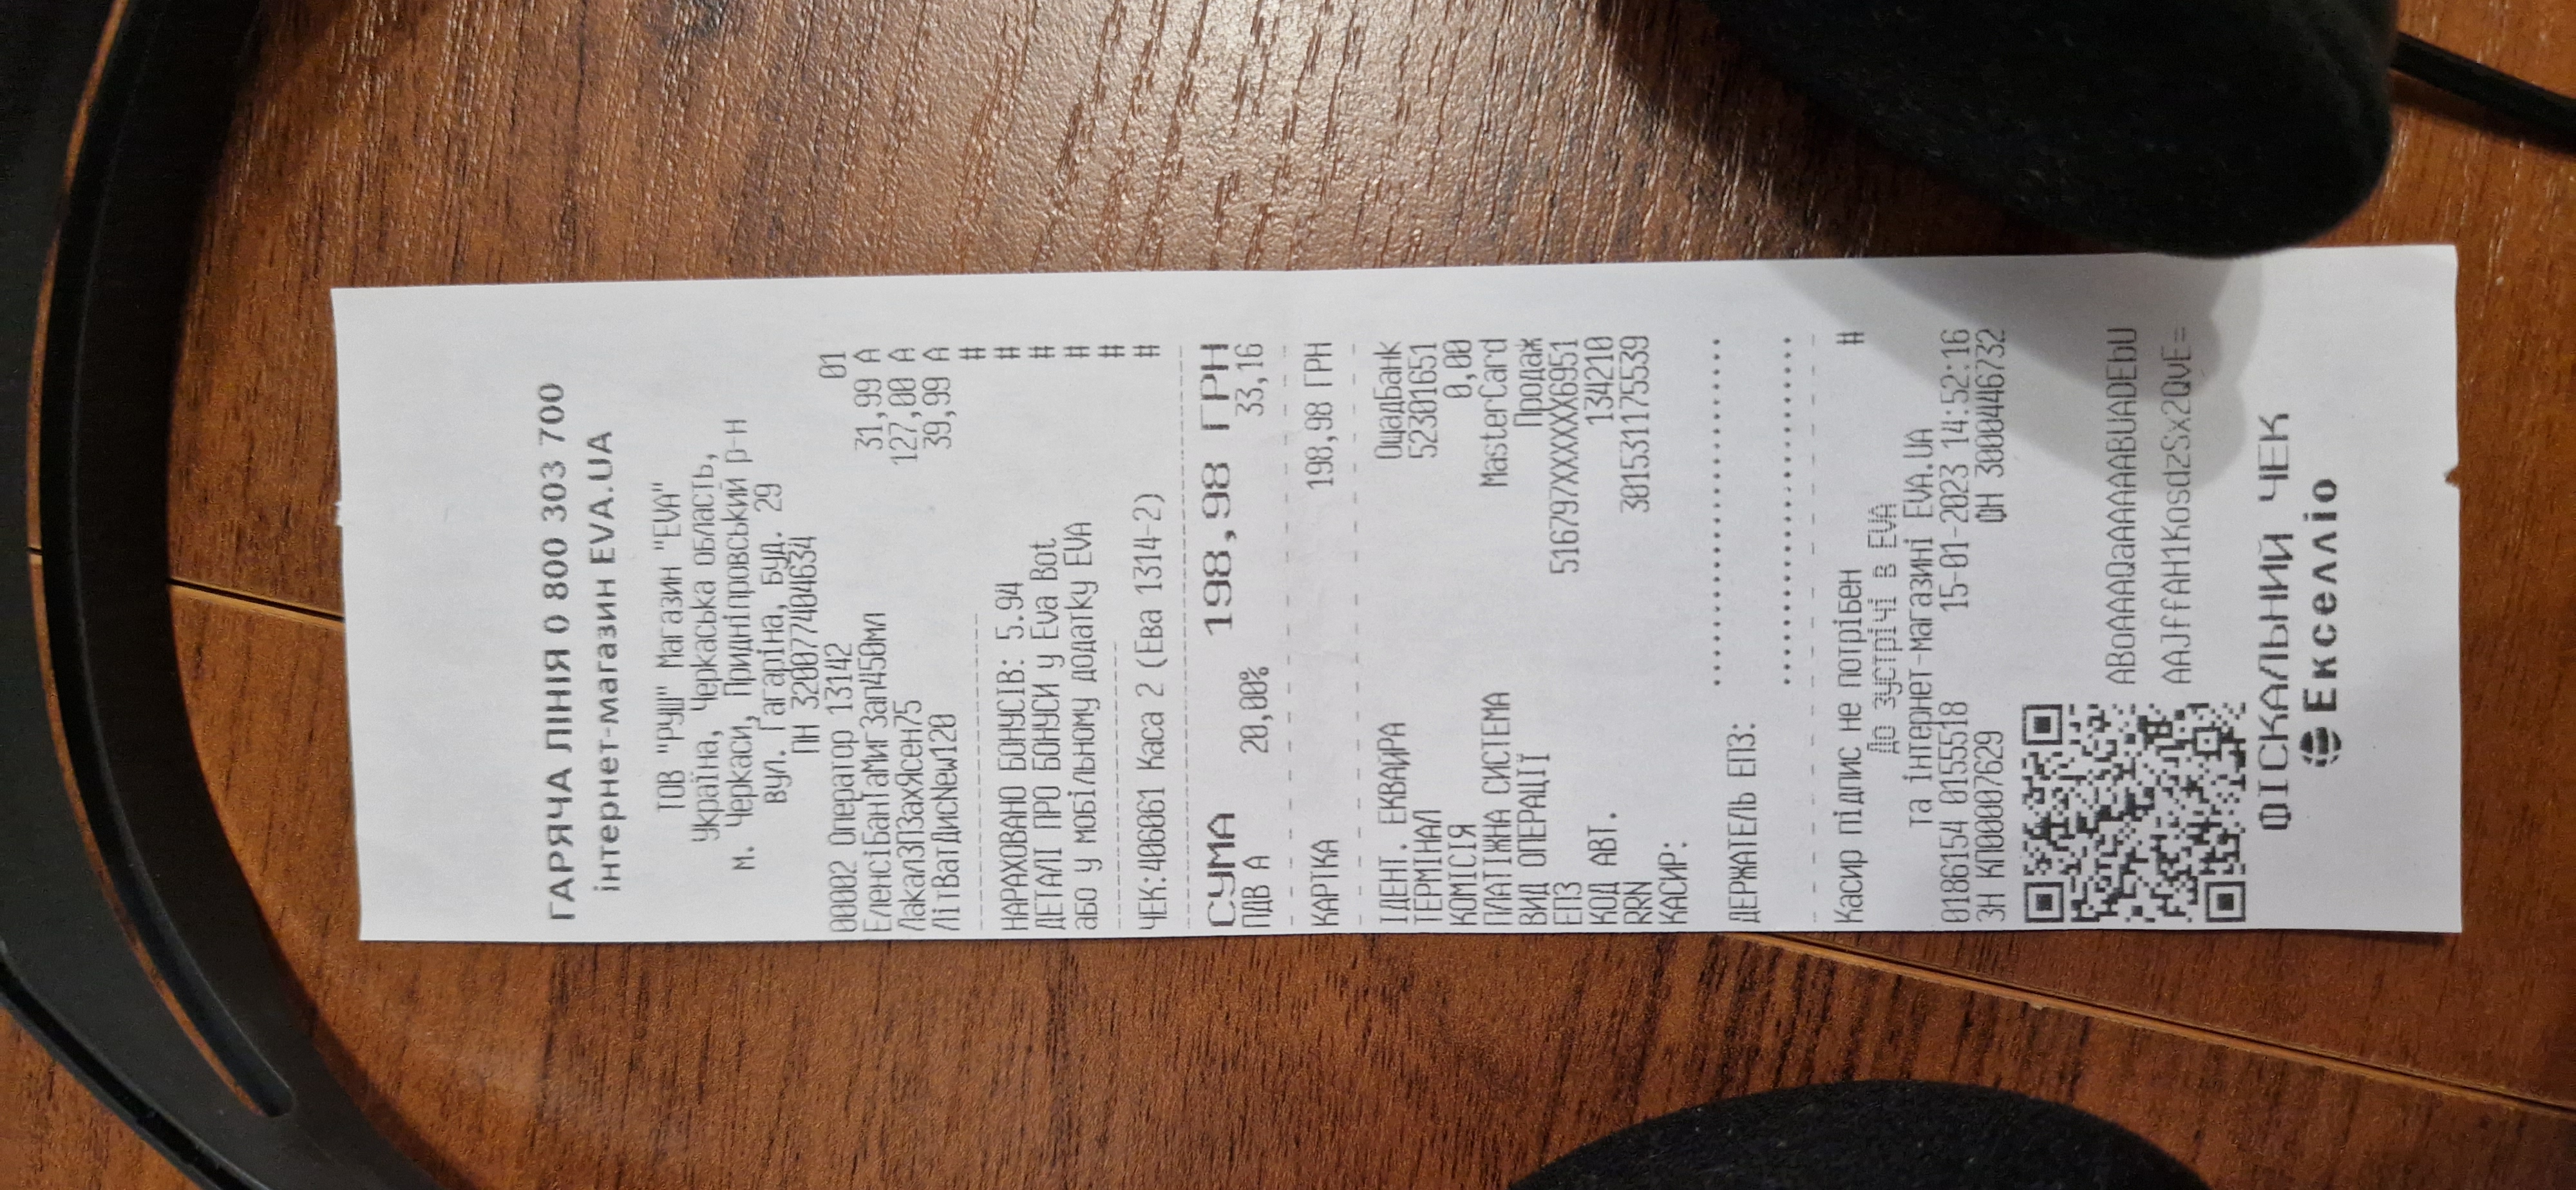 ГАРЯЧА ЛІНІЯ 0 800 303 700
інтернет-магазин EVA.UA
ТОВ "РУШ" Магазин "EVA"
Україна, Черкаська ОБЛАСТЬ,
м. Черкаси, Придніпровський р-н
вул. Гагаріна, буд. 29
ПН 320077404634
00002 Оператор 13142 01
ЕленсіБанТаМигЗап450мл 31,99 А
ЛакалЗПЗахЯсен75 127,00 А
ЛітВатДисNew120 39,99 А
#
НАРАХОВАНО БОНУСІВ: 5.94 #
ДЕТАЛІ ПРО БОНУСИ у Eva Bot #
або у мобільному додатку EVA #
#
ЧЕК:406061 Каса 2 (Ева 1314-2) #
СУМА 198,98 ГРН
ПДВ А 20,00% 33,16
КАРТКА 198,98 ГРН
ІДЕНТ. ЕКВАЙРА Ощадбанк
ТЕРМІНАЛ 52301651
КОМІСІЯ 0,00
ПЛАТІЖНА СИСТЕМА MasterCard
ВИД ОПЕРАЦІЇ Продаж
ЕПЗ 516797XXXXXX6951
КОД АВТ. 134210
RRN 301531175539
КАСИР:
ДЕРЖАТЕЛЬ ЕПЗ:
Касир підпис не потрібен #
До зустрічі в EVA
та інтернет-магазині EVA.UA
0186154 0155518 15-01-2023 14:52:16
ЗН КП00007629 ФН 3000446732
ABoAAAQaAAAAABUADEbU
AAJffAH1KosdzSx2QvE=
ФІСКАЛЬНИЙ ЧЕК
Екселліо